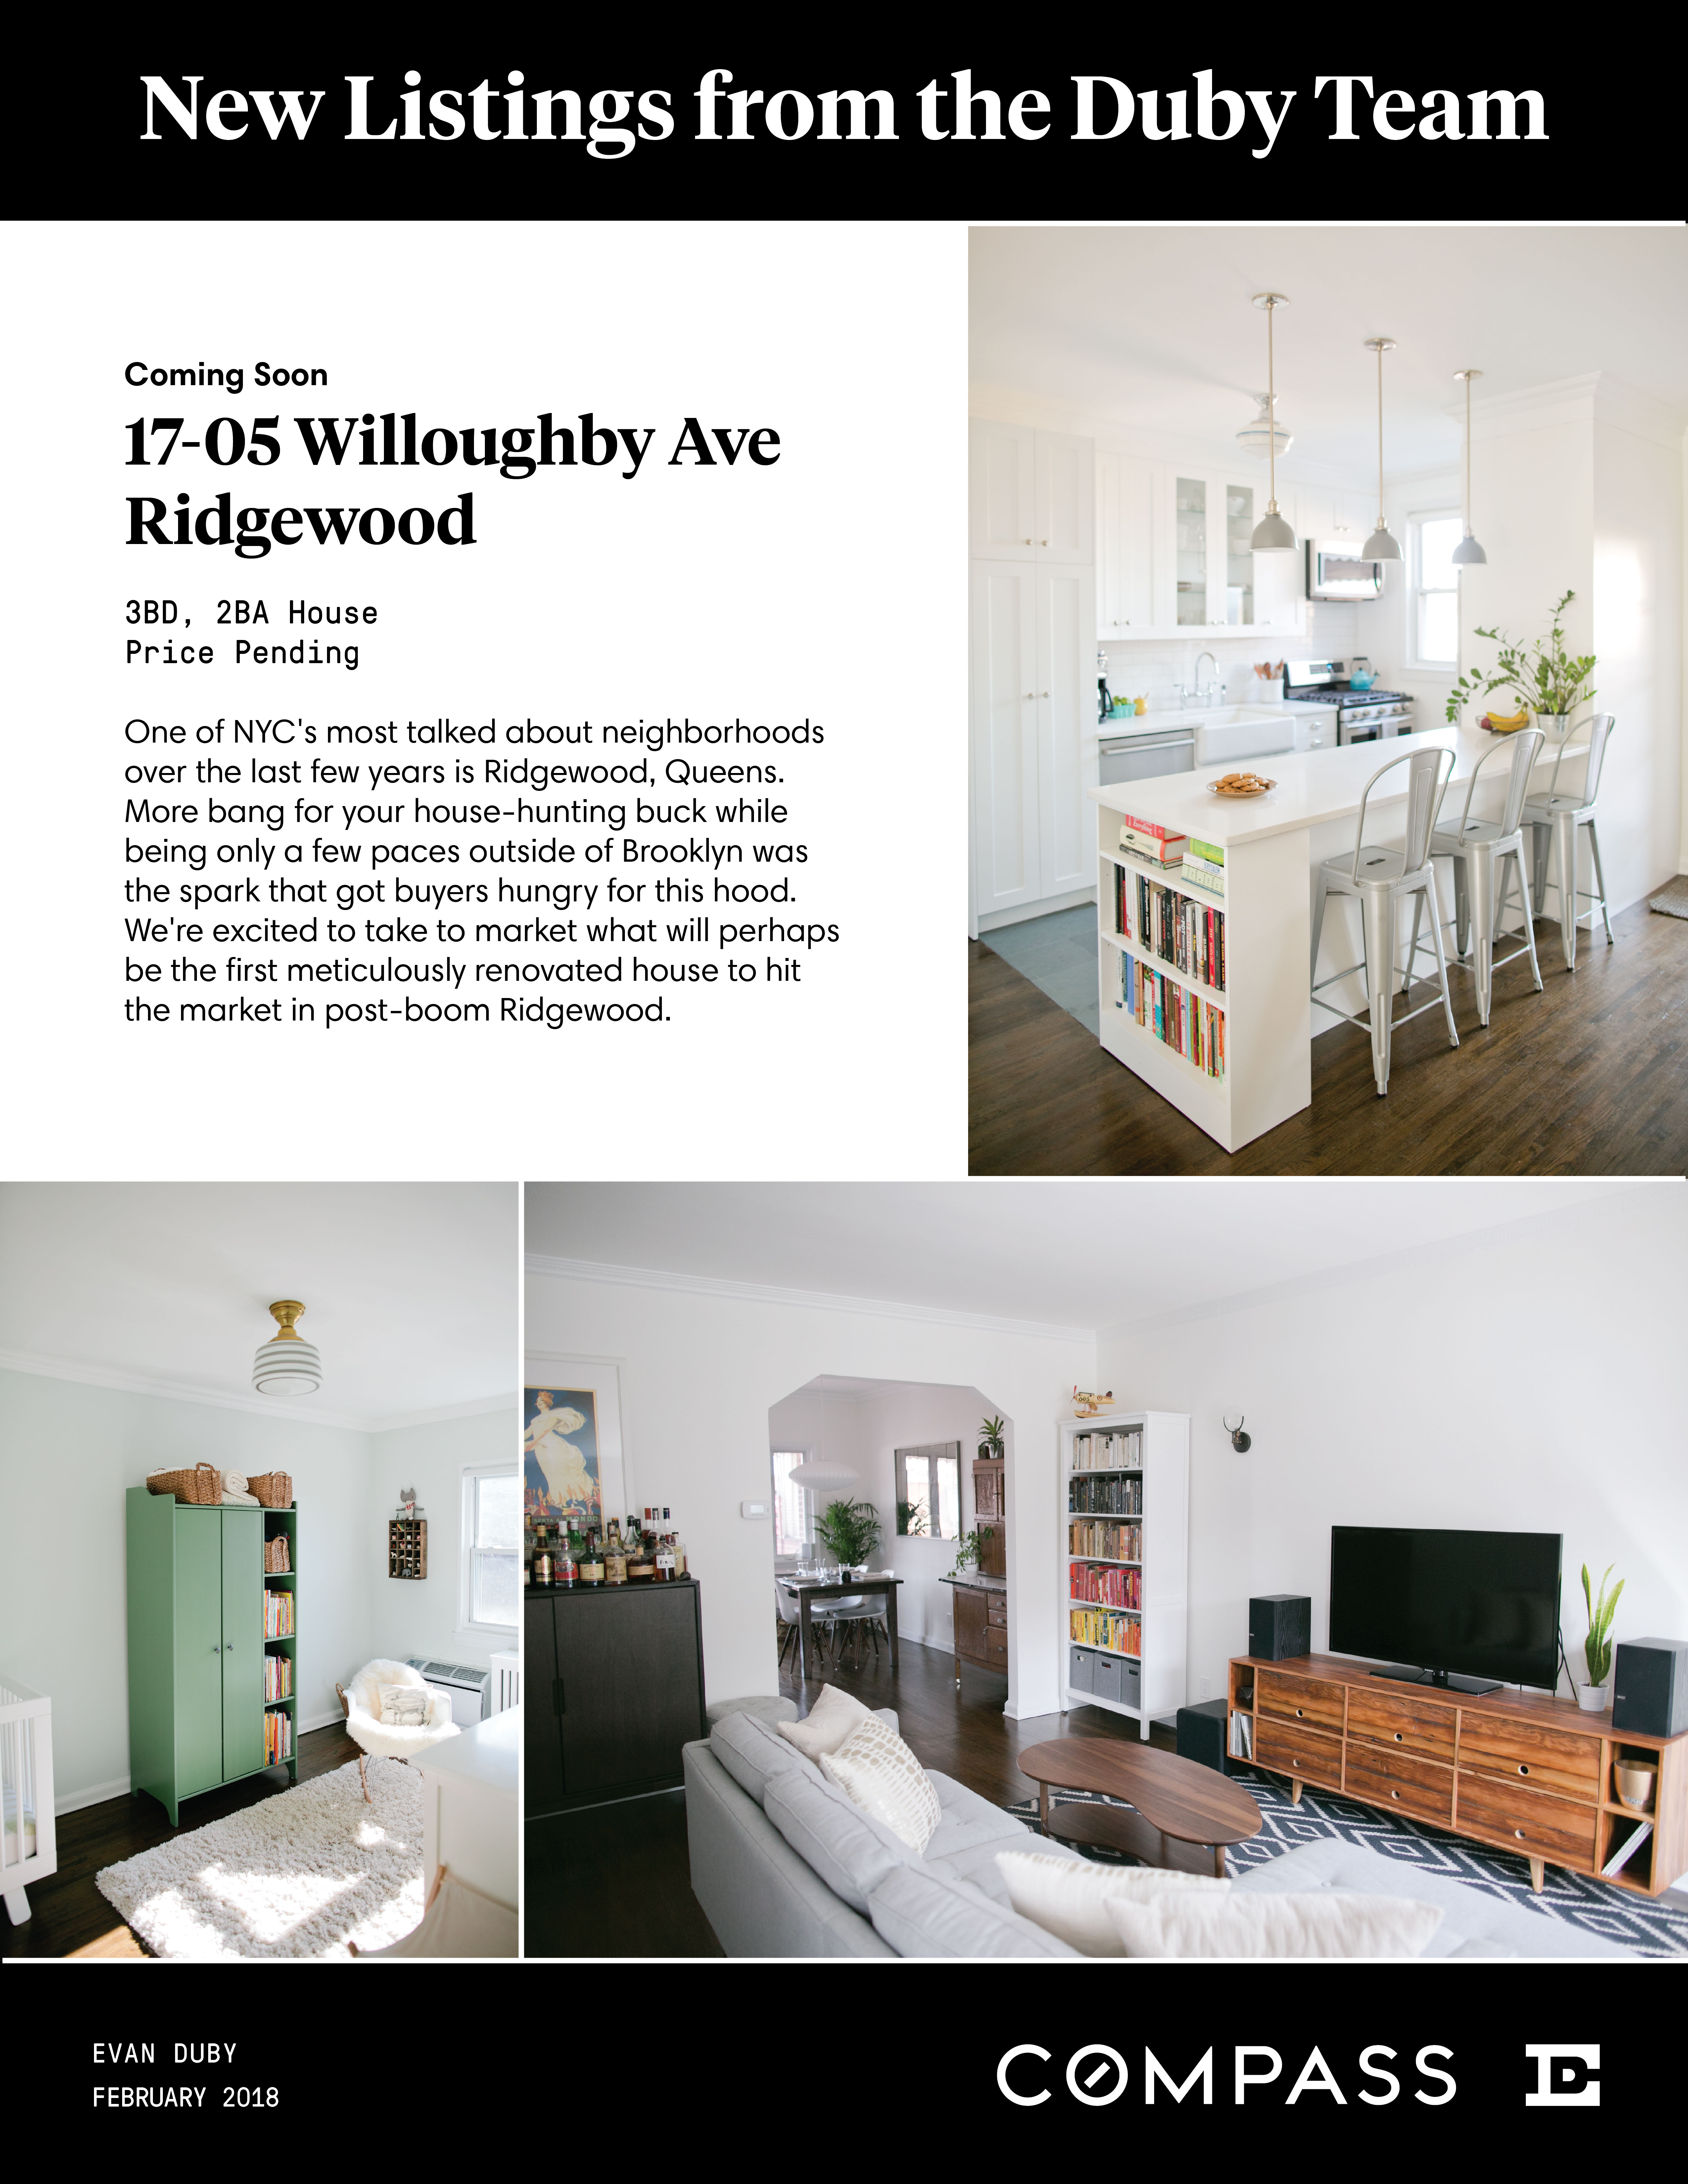 New Listings from the Duby Team
Coming Soon
17-05 Willoughby Ave
Ridgewood
3BD, 2BA House
Price Pending
One of NYC's most talked about neighborhoods
over the last few years is Ridgewood, Queens.
More bang for your house-hunting buck while
being only a few paces outside of Brooklyn was
the spark that got buyers hungry for this hood.
We're excited to take to market what will perhaps
be the first meticulously renovated house to hit
the market in post-boom Ridgewood.
EVAN DUBY
FEBRUARY 2018
COMPASS